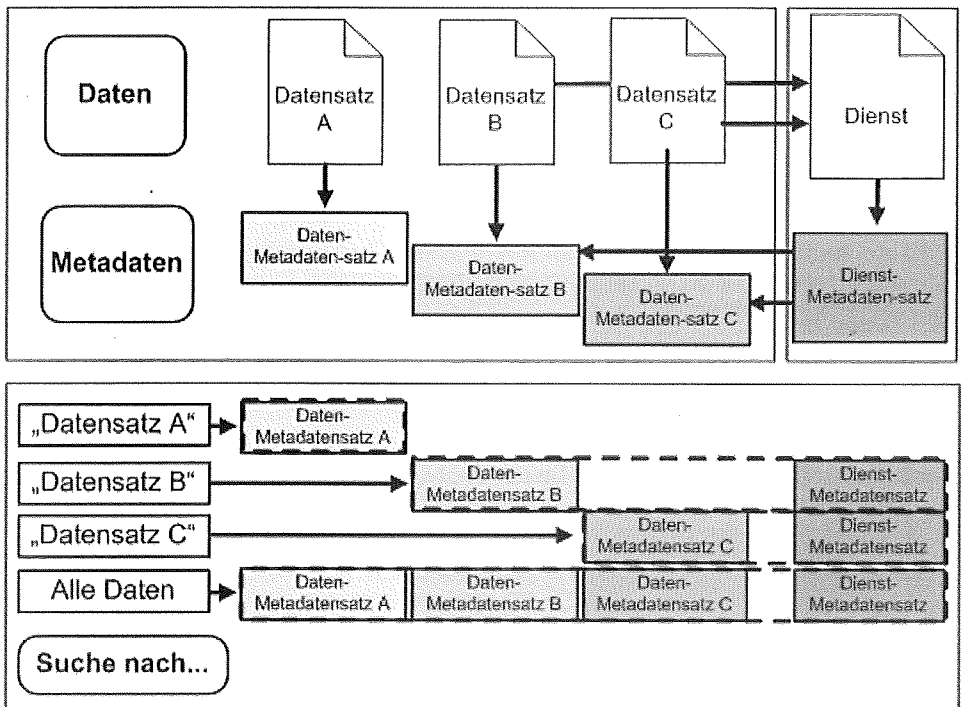 Daten
Datensatz
A
Datensatz
B
Datensatz
C
Dienst
Metadaten
Daten-
Metadaten-satz A
Daten-
Metadaten-satz B
Daten-
Metadaten-satz C
Dienst-
Metadaten-satz
„Datensatz A“
Daten-
Metadatensatz A
„Datensatz B“
Daten-
Metadatensatz B
Dienst-
Metadatensatz
„Datensatz C“
Daten-
Metadatensatz C
Dienst-
Metadatensatz
Alle Daten
Daten-
Metadatensatz A
Daten-
Metadatensatz B
Daten-
Metadatensatz C
Dienst-
Metadatensatz
Suche nach...